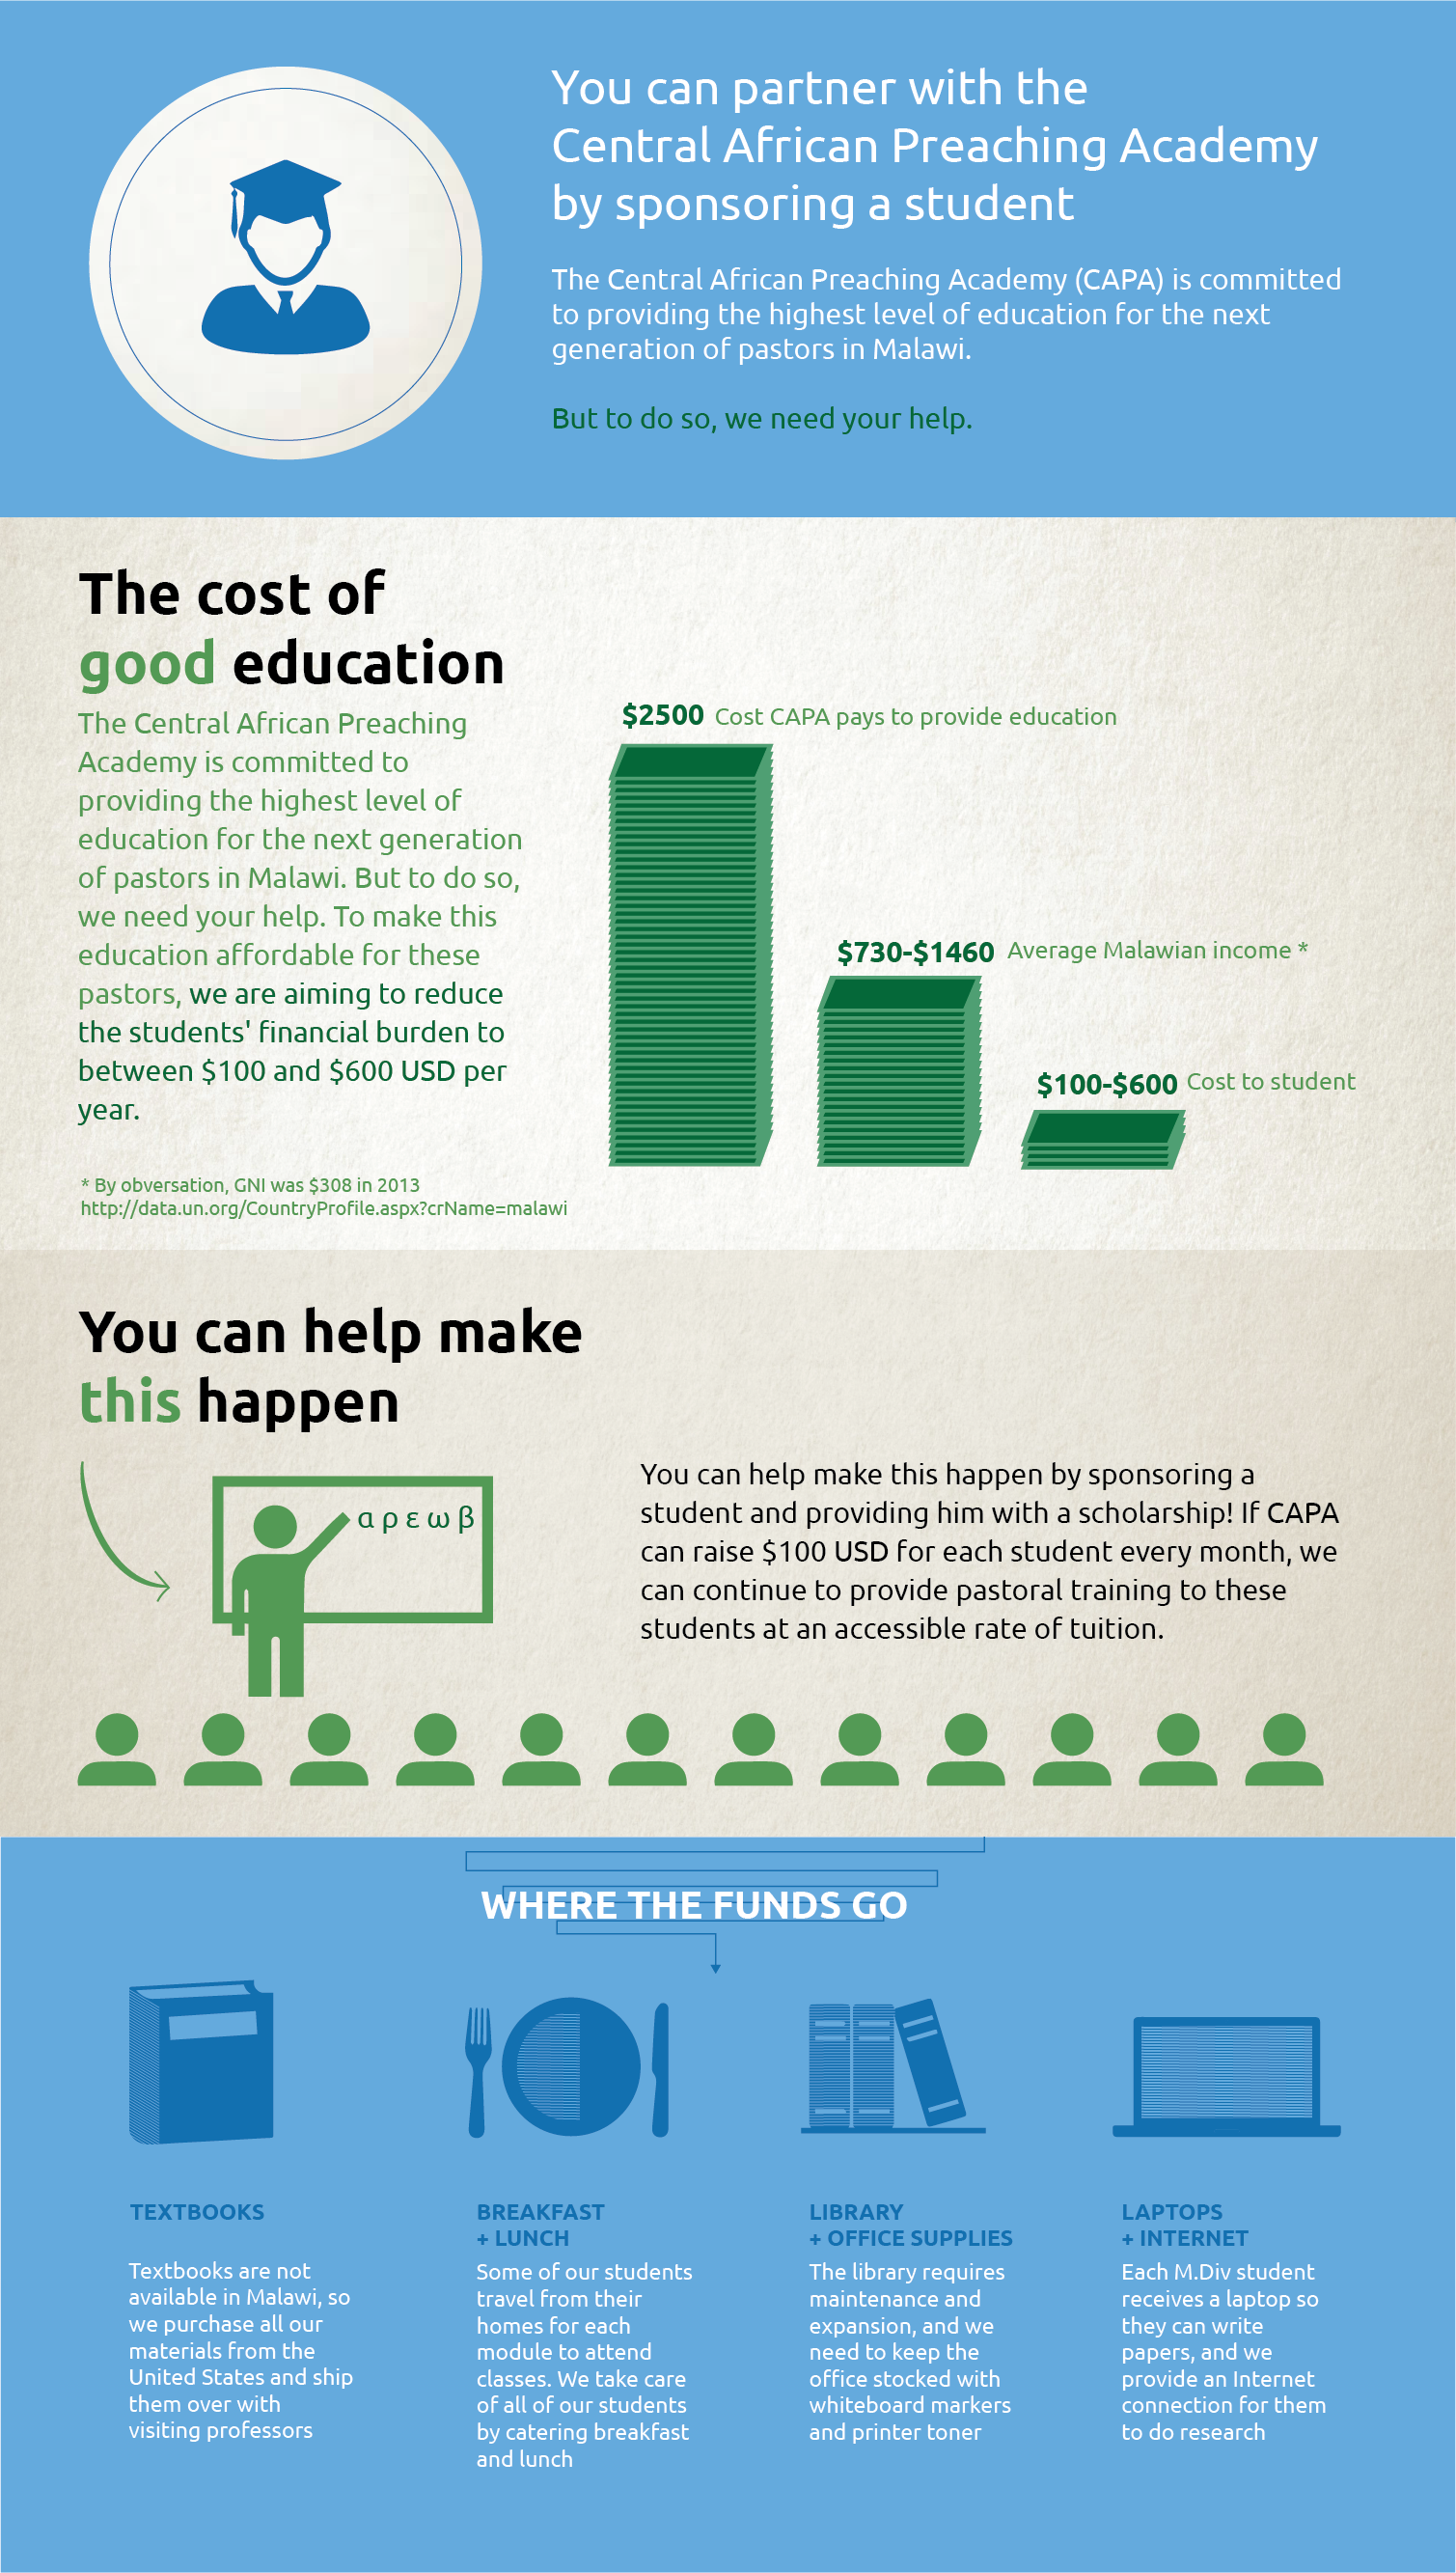 You can partner with the
Central African Preaching Academy
by sponsoring a student
The Central African Preaching Academy (CAPA) is committed
to providing the highest level of education for the next
generation of pastors in Malawi.
But to do so, we need your help.
The cost of
good education
The Central African Preaching
Academy is committed to
providing the highest level of
education for the next generation
of pastors in Malawi. But to do so,
we need your help. To make this
education affordable for these
pastors, we are aiming to reduce
the students' financial burden to
between $100 and $600 USD per
year.
* By obversation, GNI was $308 in 2013
http://data.un.org/CountryProfile.aspx?crName=malawi
$2500 Cost CAPA pays to provide education
$730-$1460 Average Malawian income *
$100-$600 Cost to student
You can help make
this happen
α ρ ε ω β
You can help make this happen by sponsoring a
student and providing him with a scholarship! If CAPA
can raise $100 USD for each student every month, we
can continue to provide pastoral training to these
students at an accessible rate of tuition.
WHERE THE FUNDS GO
TEXTBOOKS
Textbooks are not
available in Malawi, so
we purchase all our
materials from the
United States and ship
them over with
visiting professors
BREAKFAST
+ LUNCH
Some of our students
travel from their
homes for each
module to attend
classes. We take care
of all of our students
by catering breakfast
and lunch
LIBRARY
+ OFFICE SUPPLIES
The library requires
maintenance and
expansion, and we
need to keep the
office stocked with
whiteboard markers
and printer toner
LAPTOPS
+ INTERNET
Each M.Div student
receives a laptop so
they can write
papers, and we
provide an Internet
connection for them
to do research